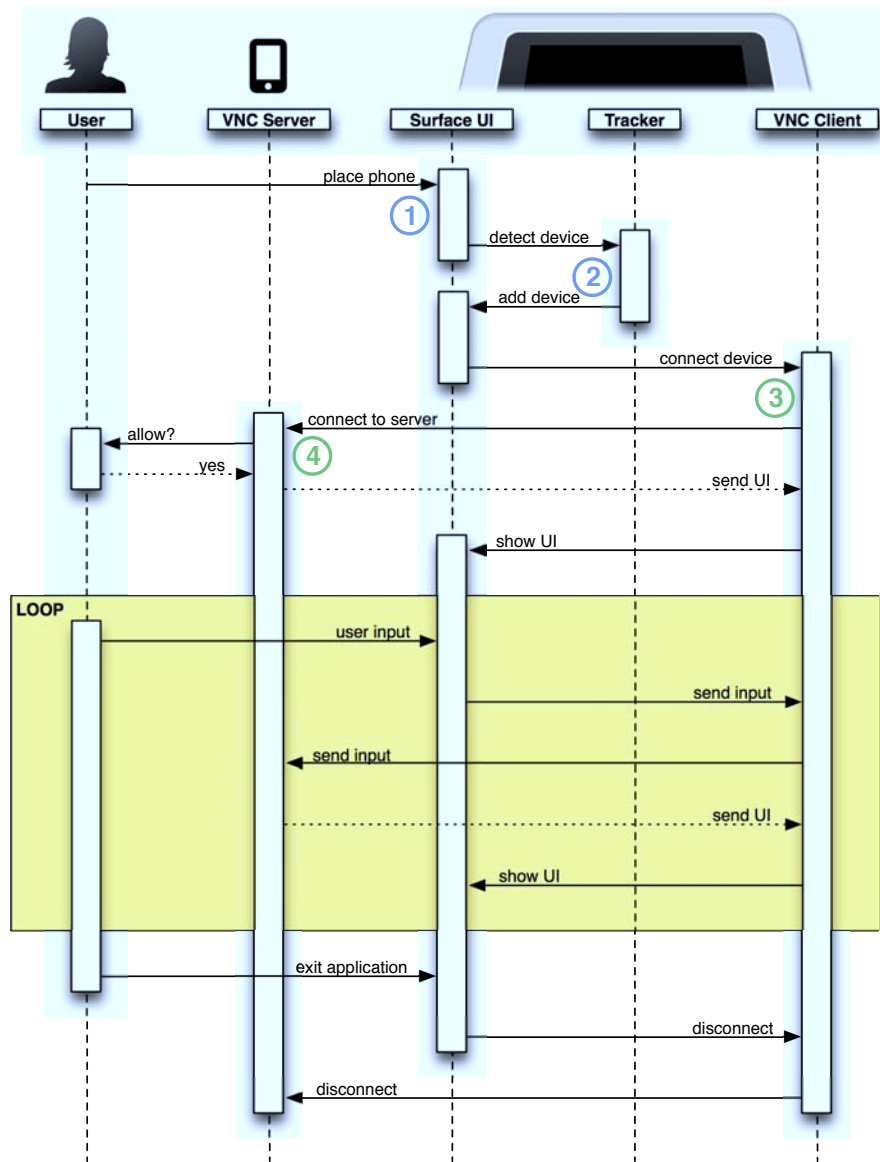 User
VNC Server
Surface UI
Tracker
VNC Client
place phone
1
detect device
2
add device
connect device
3
connect to server
allow?
4
yes
send UI
show UI
LOOP
user input
send input
send input
send UI
show UI
exit application
disconnect
disconnect